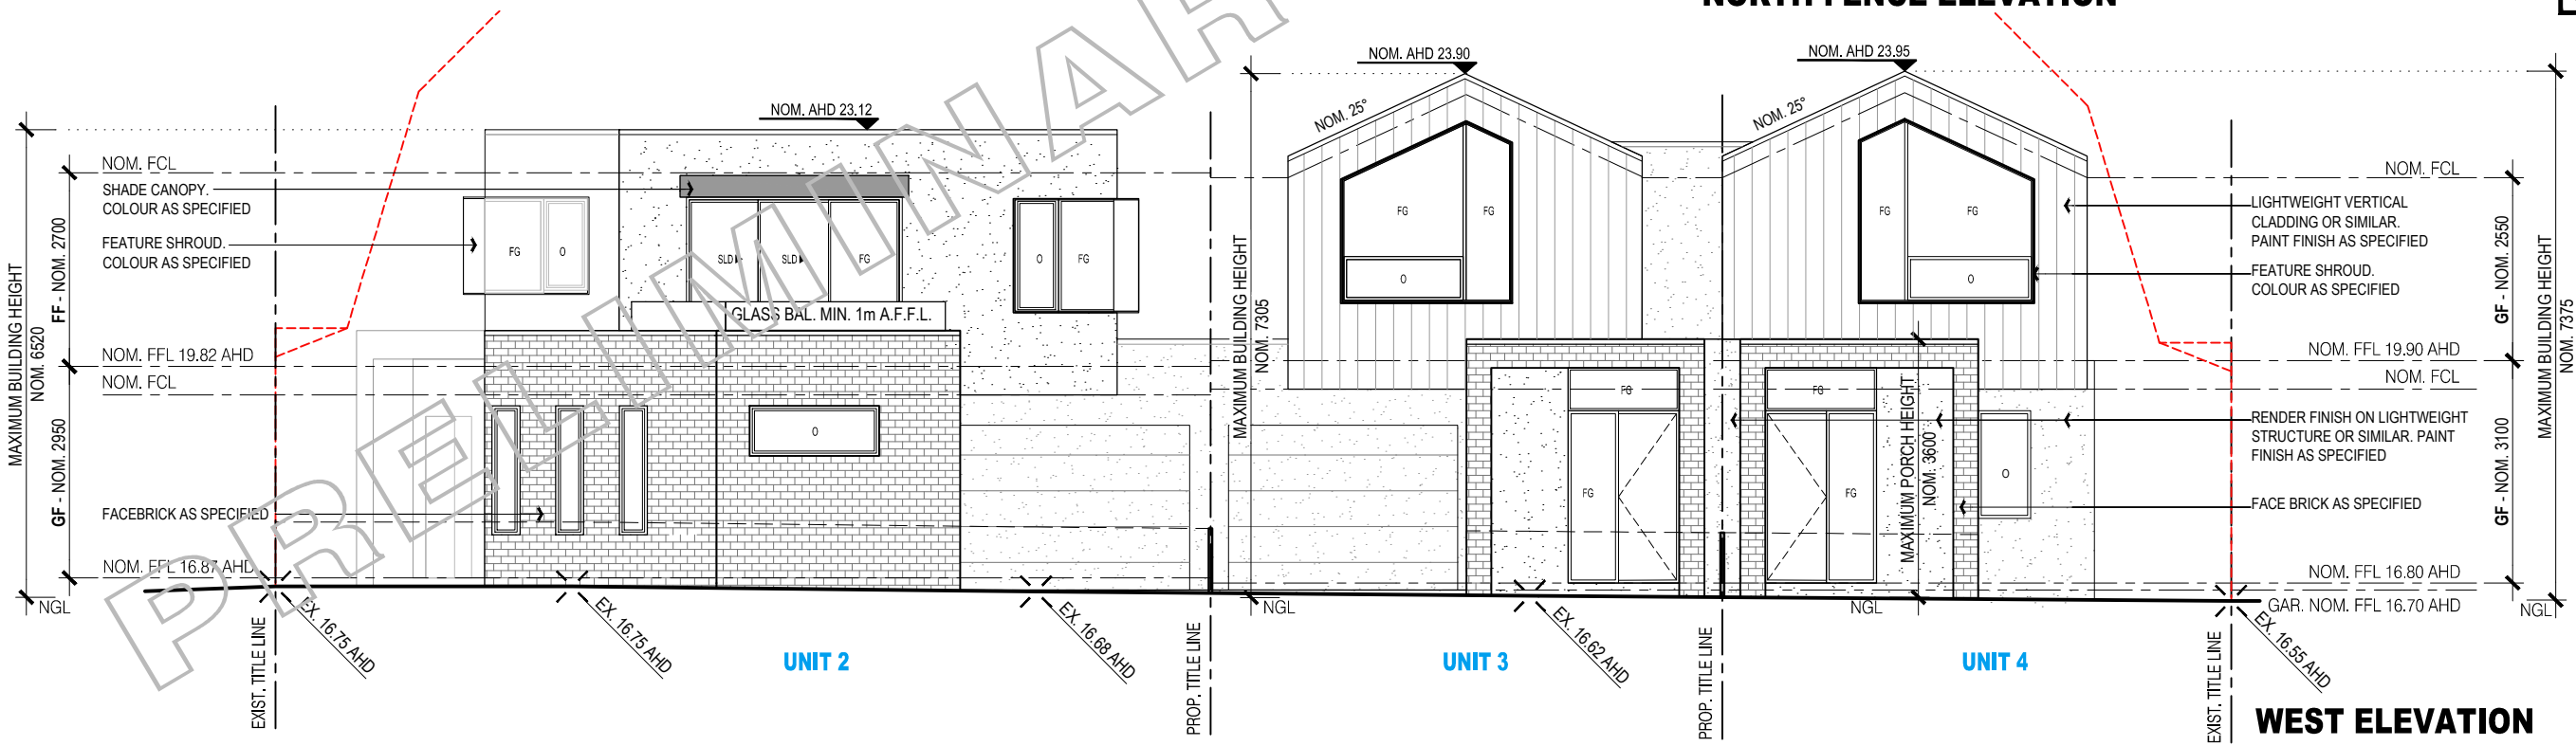 NORTH FENCE ELEVATION
PRELIMINAR
NOM. AHD 23.12
NOM. AHD 23.90
NOM. AHD 23.95
NOM. 25°
NOM. 25°
MAXIMUM BUILDING HEIGHT
NOM. 6520
FF - NOM. 2700
GF - NOM. 2950
NOM. FCL
SHADE CANOPY.
COLOUR AS SPECIFIED
FEATURE SHROUD.
COLOUR AS SPECIFIED
NOM. FFL 19.82 AHD
NOM. FCL
FACEBRICK AS SPECIFIED
NOM. FFL 16.87 AHD
NGL
FG
O
SLD
SLD
FG
O
FG
GLASS BAL. MIN. 1m A.F.F.L.
O
MAXIMUM BUILDING HEIGHT
NOM. 7305
NGL
FG
FG
O
FG
FG
FG
FG
O
FG
FG
O
MAXIMUM PORCH HEIGHT
NOM. 3600
NGL
NOM. FCL
LIGHTWEIGHT VERTICAL
CLADDING OR SIMILAR.
PAINT FINISH AS SPECIFIED
FEATURE SHROUD.
COLOUR AS SPECIFIED
NOM. FFL 19.90 AHD
NOM. FCL
RENDER FINISH ON LIGHTWEIGHT
STRUCTURE OR SIMILAR. PAINT
FINISH AS SPECIFIED
FACE BRICK AS SPECIFIED
NOM. FFL 16.80 AHD
GAR. NOM. FFL 16.70 AHD
NGL
GF - NOM. 2550
GF - NOM. 3100
MAXIMUM BUILDING HEIGHT
NOM. 7375
EXIST. TITLE LINE
EX. 16.75 AHD
EX. 16.75 AHD
UNIT 2
EX. 16.68 AHD
PROP. TITLE LINE
UNIT 3
EX. 16.62 AHD
PROP. TITLE LINE
UNIT 4
EXIST. TITLE LINE
EX. 16.55 AHD
WEST ELEVATION